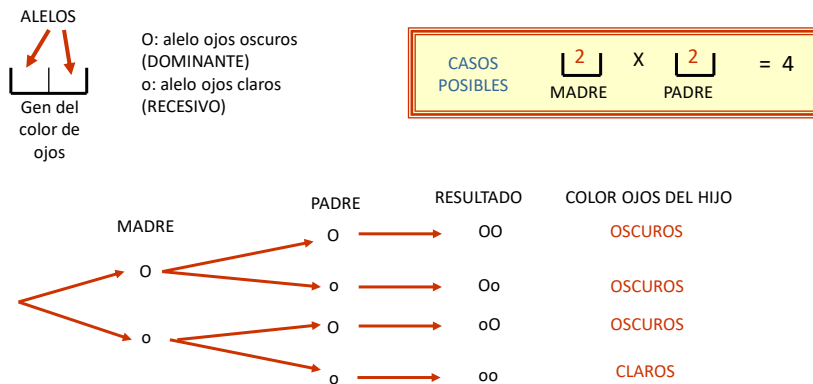 ALELOS
O: alelo ojos oscuros
(DOMINANTE)
o: alelo ojos claros
(RECESIVO)
Gen del
color de
ojos
CASOS
POSIBLES
2 X 2 = 4
MADRE PADRE
MADRE PADRE RESULTADO COLOR OJOS DEL HIJO
O OO OSCUROS
O
o Oo OSCUROS
O oO OSCUROS
o
o oo CLAROS